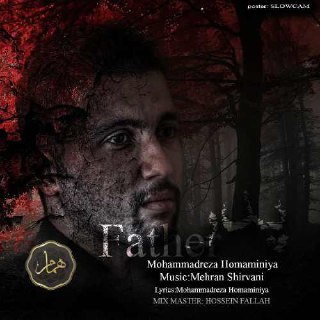 poster: SLOWCAM
Father
Mohammadreza Homaminiya
Music:Mehran Shirvani
Lyrics:Mohammadreza Homaminiya
MIX MASTER: HOSSEIN FALLAH